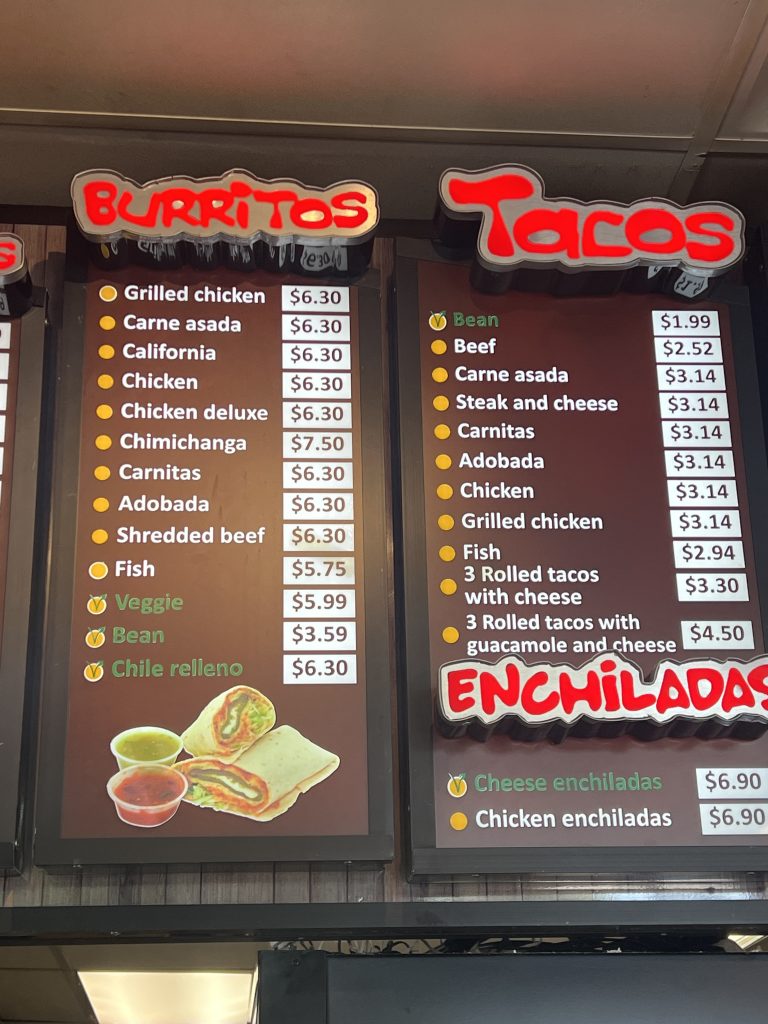 BURRITOS
Grilled chicken $6.30
Carne asada $6.30
California $6.30
Chicken $6.30
Chicken deluxe $6.30
Chimichanga $7.50
Carnitas $6.30
Adobada $6.30
Shredded beef $6.30
Fish $5.75
Veggie $5.99
Bean $3.59
Chile relleno $6.30
Tacos
Bean $1.99
Beef $2.52
Carne asada $3.14
Steak and cheese $3.14
Carnitas $3.14
Adobada $3.14
Chicken $3.14
Grilled chicken $3.14
Fish $2.94
3 Rolled tacos
with cheese $3.30
3 Rolled tacos with
guacamole and cheese $4.50
ENCHILADAS
Cheese enchiladas $6.90
Chicken enchiladas $6.90